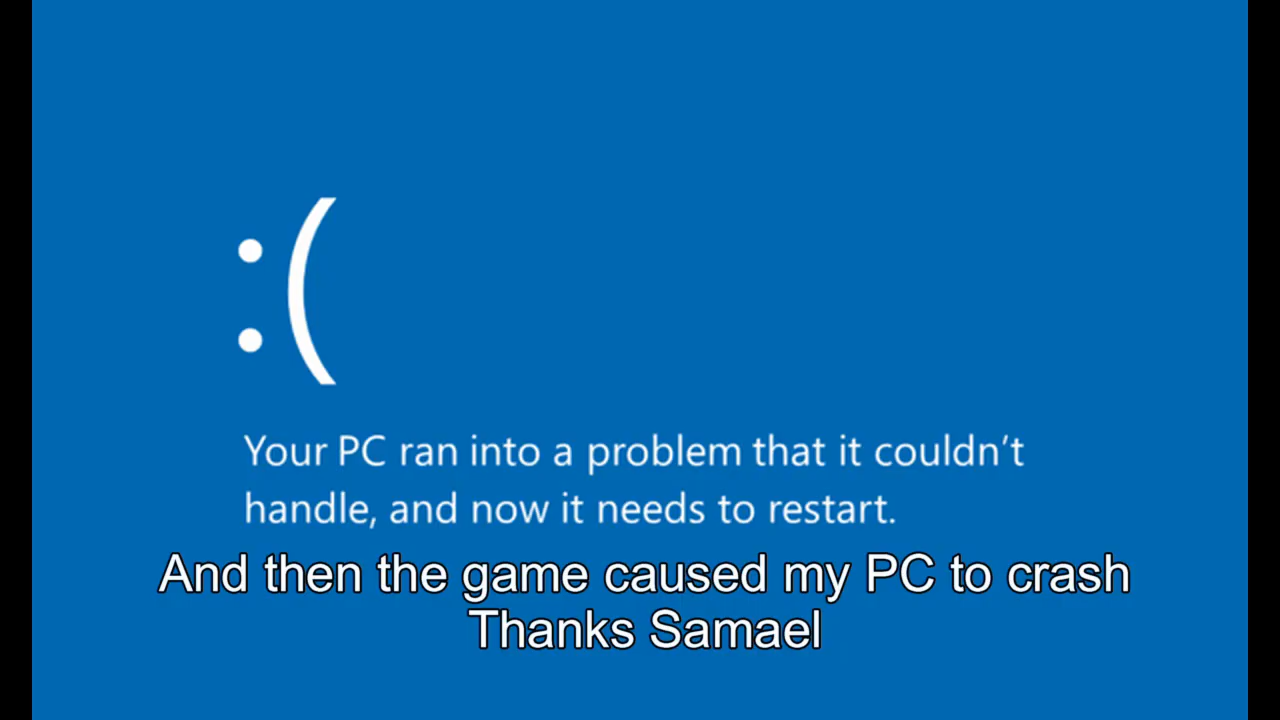 :(
Your PC ran into a problem that it couldn't
handle, and now it needs to restart.
And then the game caused my PC to crash
Thanks Samael